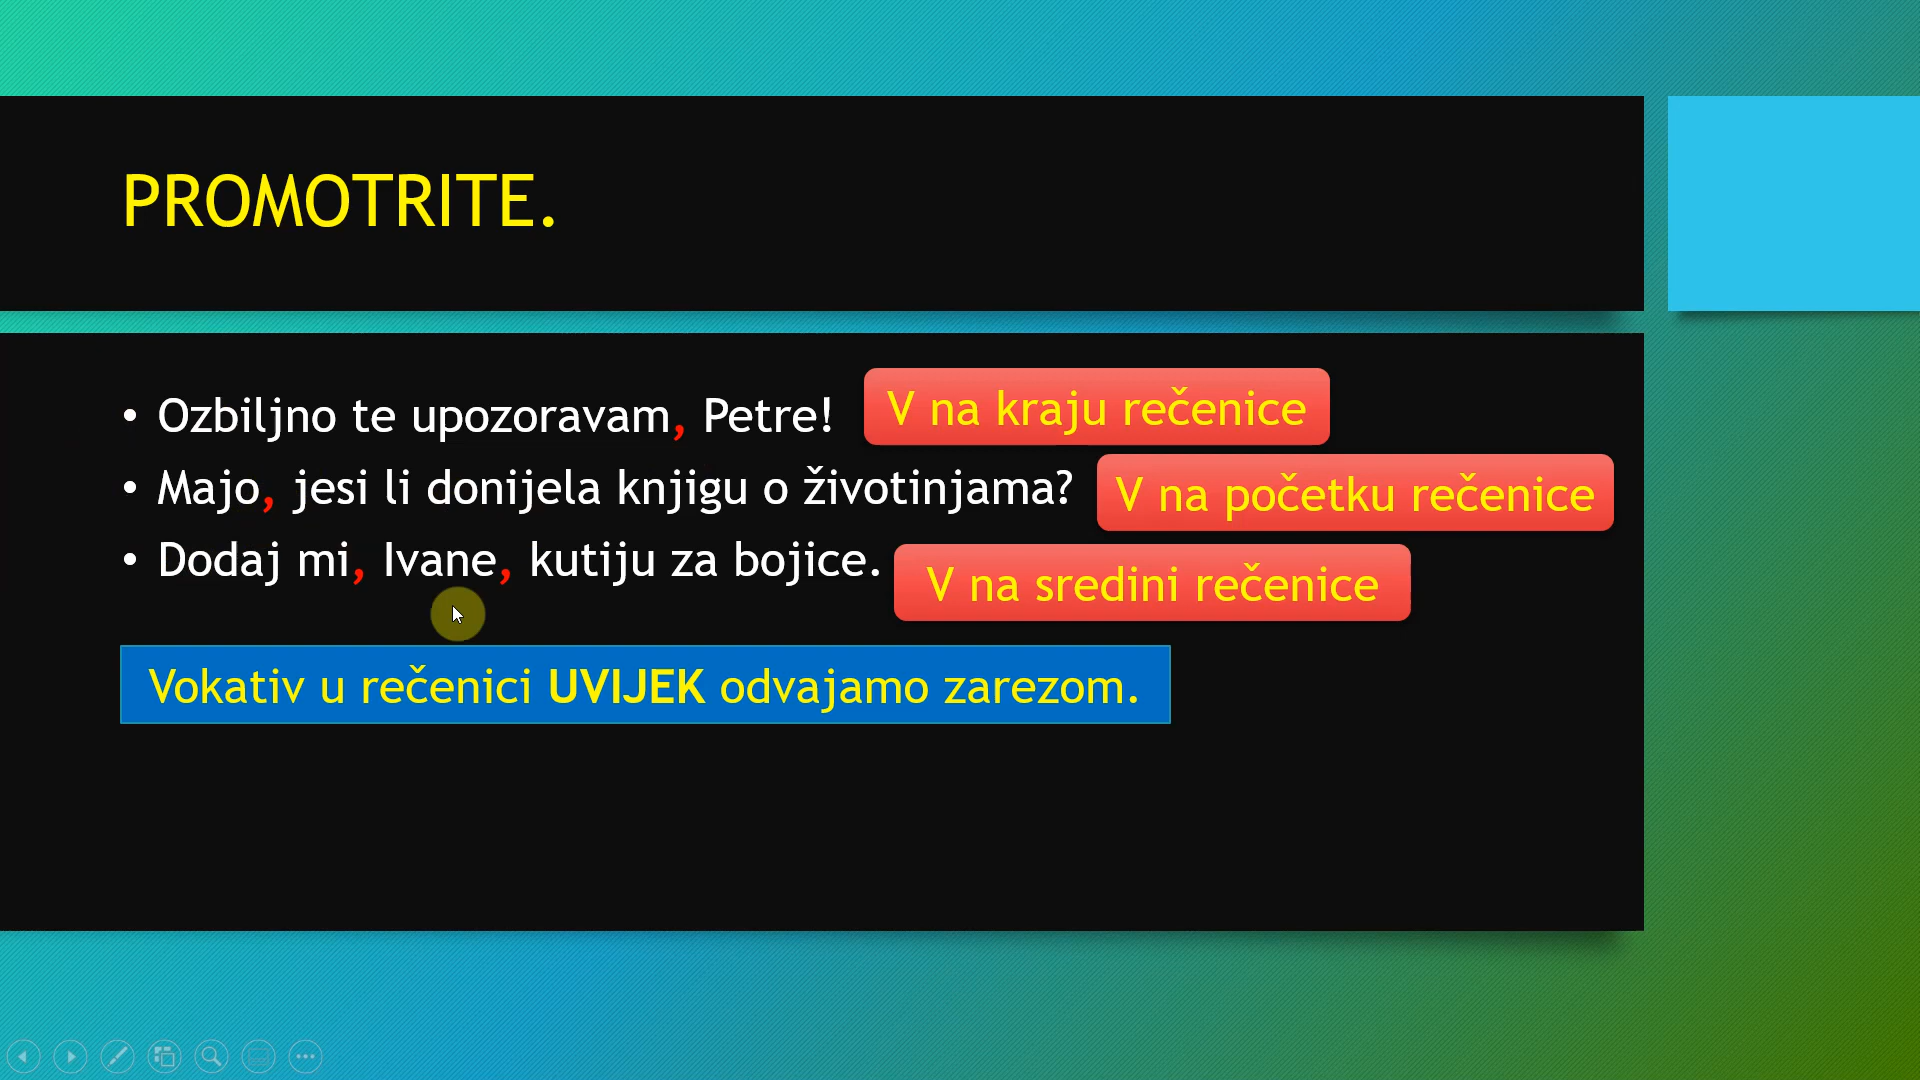 PROMOTRITE.
• Ozbiljno te upozoravam, Petre! V na kraju rečenice
• Majo, jesi li donijela knjigu o životinjama? V na početku rečenice
• Dodaj mi, Ivane, kutiju za bojice. V na sredini rečenice
Vokativ u rečenici UVIJEK odvajamo zarezom.